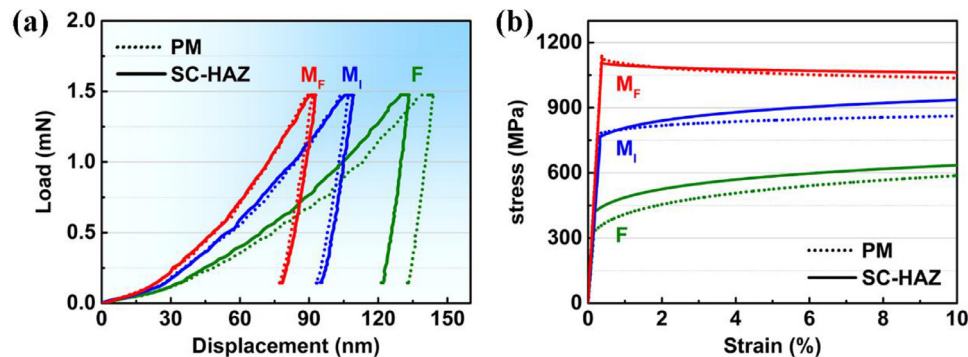 (a)
2.0
1.5
1.0
0.5
0.0
Load (mN)
PM
SC-HAZ
M_F
M_I
F
0 30 60 90 120 150
Displacement (nm)
(b)
1200
900
600
300
0
stress (MPa)
M_F
M_I
F
PM
SC-HAZ
0 2 4 6 8 10
Strain (%)